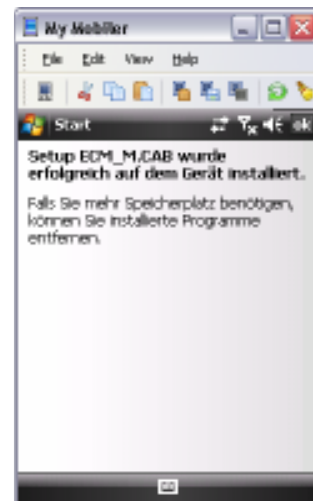 My Mobiler
File Edit View Help
Start ok
Setup ECM_M.CAB wurde
erfolgreich auf dem Gerät installiert.
Falls Sie mehr Speicherplatz benötigen,
können Sie installierte Programme
entfernen.